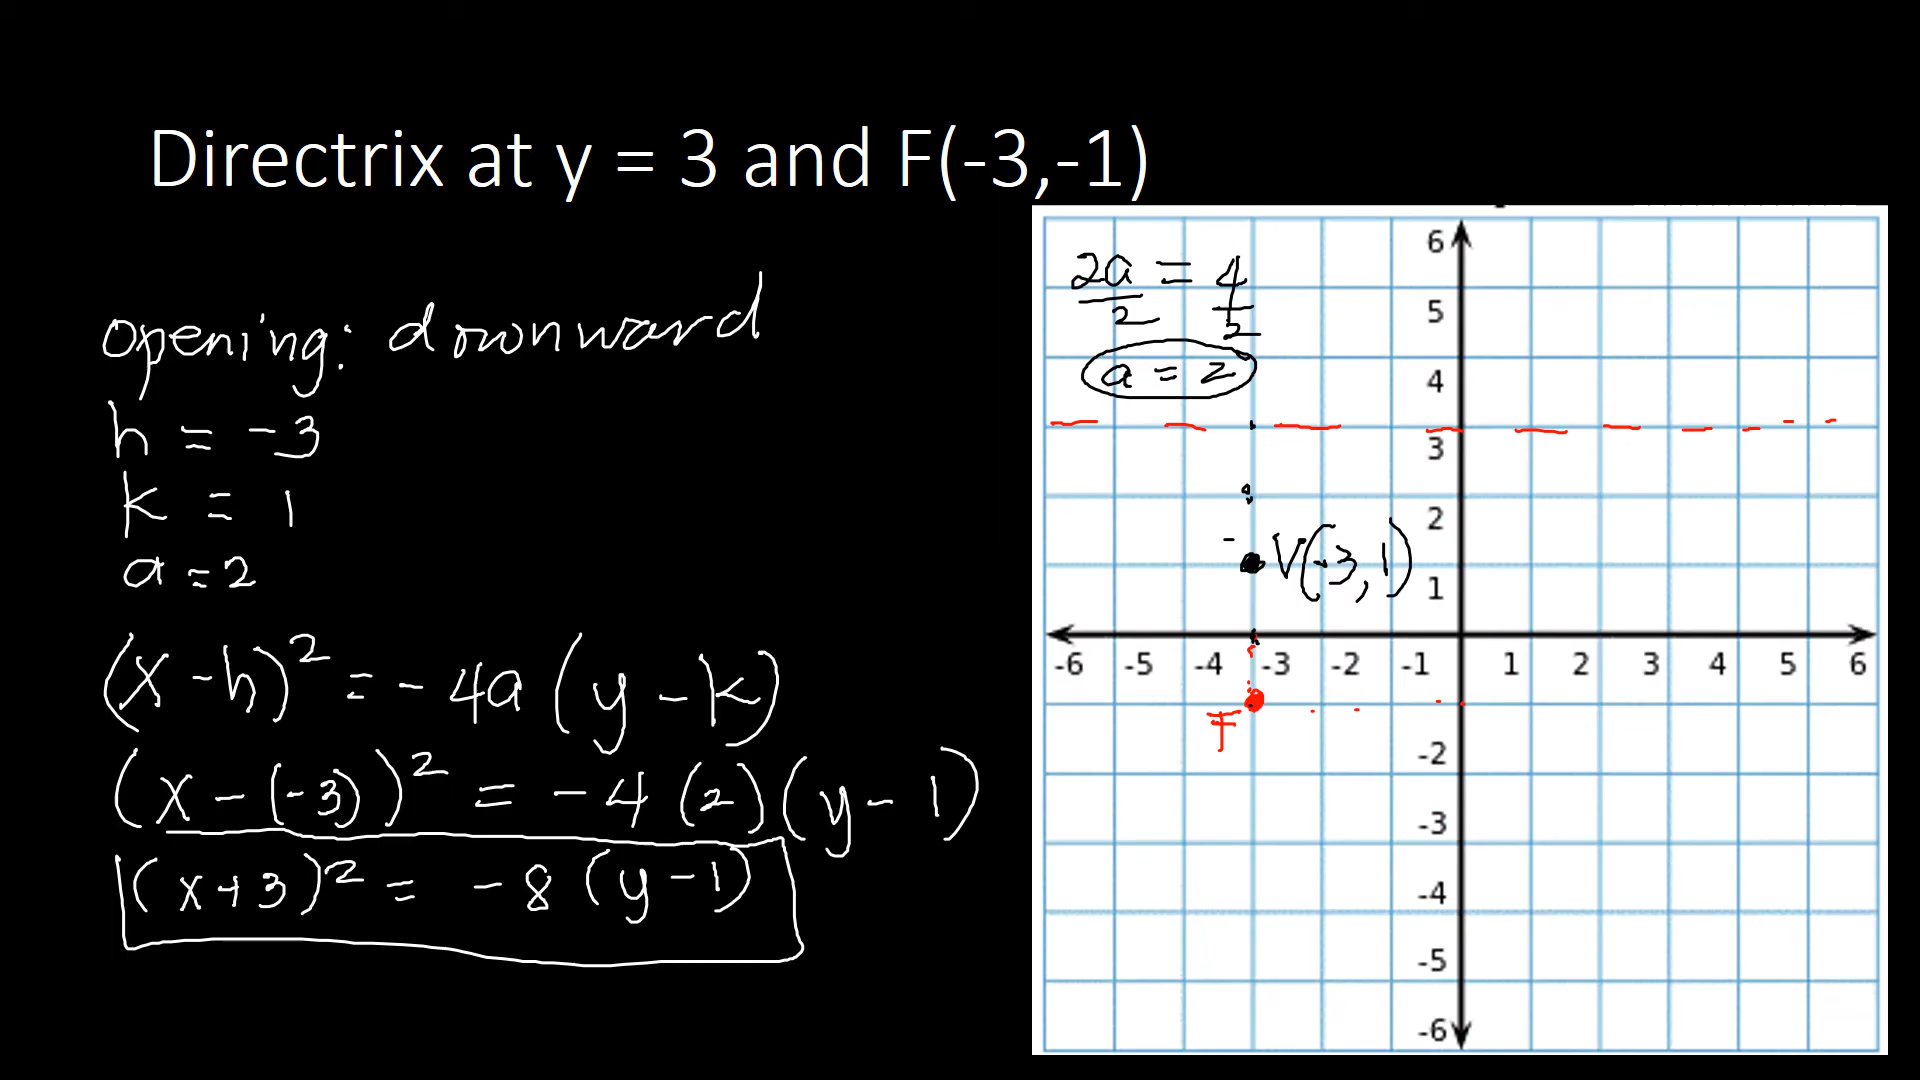 Directrix at y = 3 and F(-3,-1)
opening: downward
h = -3
k = 1
a = 2
(x - h)² = - 4a (y - k)
(x - (-3))² = - 4 (2) (y - 1)
(x + 3)² = - 8 (y - 1)
2a = 4
2 2
a = 2
V(-3, 1)
F
6
5
4
3
2
1
-6 -5 -4 -3 -2 -1 1 2 3 4 5 6
-2
-3
-4
-5
-6